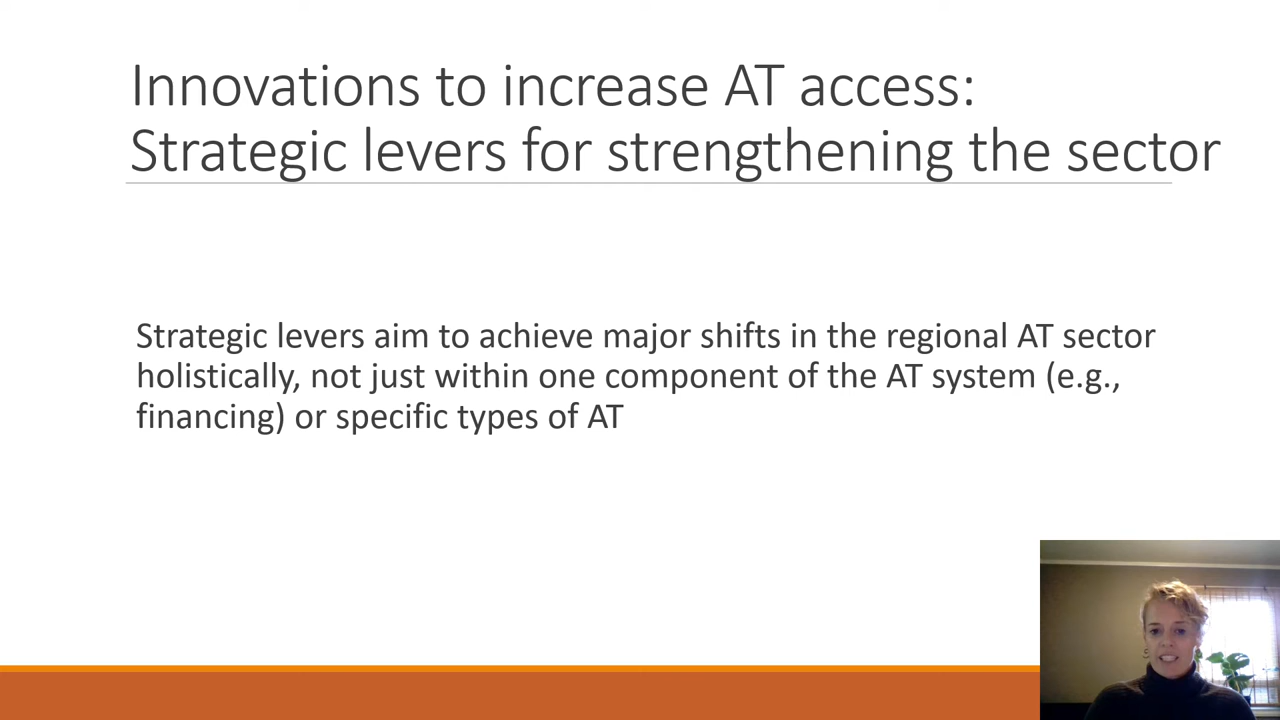 Innovations to increase AT access:
Strategic levers for strengthening the sector
Strategic levers aim to achieve major shifts in the regional AT sector
holistically, not just within one component of the AT system (e.g.,
financing) or specific types of AT